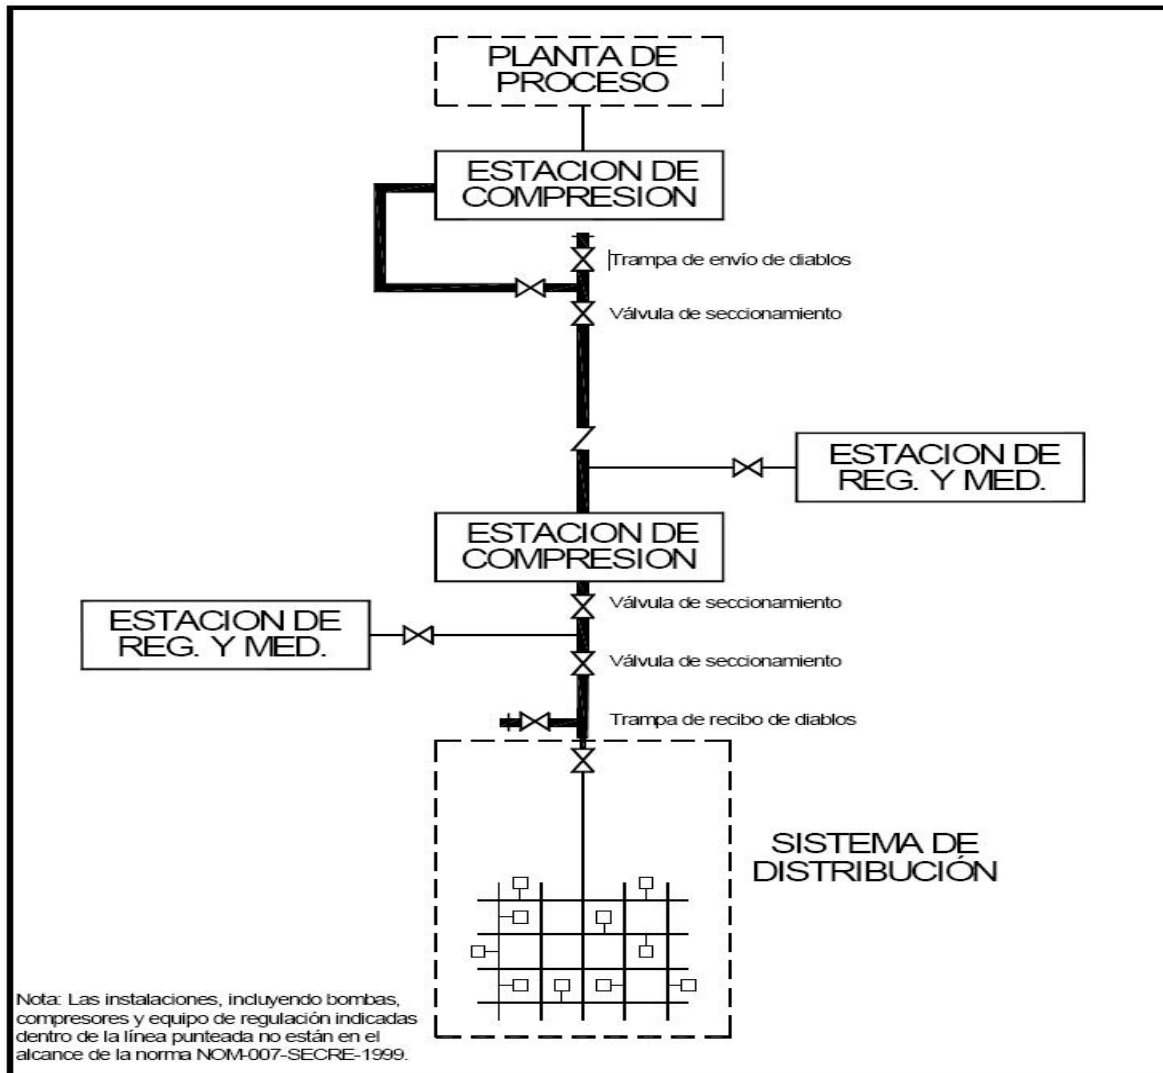 PLANTA DE
PROCESO
ESTACION DE
COMPRESION
Trampa de envío de diablos
Válvula de seccionamiento
ESTACION DE
REG. Y MED.
ESTACION DE
COMPRESION
Válvula de seccionamiento
ESTACION DE
REG. Y MED.
Válvula de seccionamiento
Trampa de recibo de diablos
SISTEMA DE
DISTRIBUCIÓN
Nota: Las instalaciones, incluyendo bombas,
compresores y equipo de regulación indicadas
dentro de la línea punteada no están en el
alcance de la norma NOM-007-SECRE-1999.